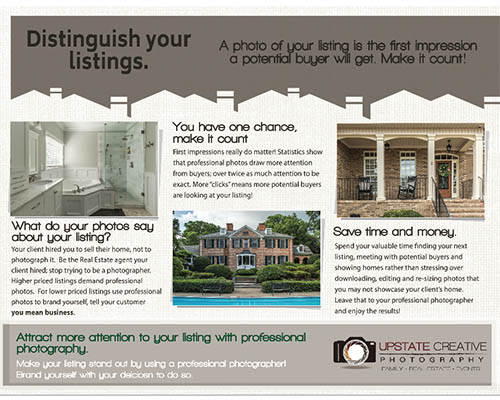 Distinguish your
listings.
A photo of your listing is the first impression
a potential buyer will get. Make it count!
You have one chance,
make it count
First impressions really do matter! Statistics show
that professional photos draw more attention
from buyers; over twice as much attention to be
exact. More "clicks" means more potential buyers
are looking at your listing!
What do your photos say
about your listing?
Your client hired you to sell their home, not to
photograph it. Be the Real Estate agent your
client hired; stop trying to be a photographer.
Higher priced listings demand professional
photos. For lower priced listings use professional
photos to brand yourself, tell your customer
you mean business.
Save time and money.
Spend your valuable time finding your next
listing, meeting with potential buyers and
showing homes rather than stressing over
downloading, editing and re-sizing photos that
you may not showcase your client's home.
Leave that to your professional photographer
and enjoy the results!
Attract more attention to your listing with professional
photography.
Make your listing stand out by using a professional photographer!
Brand yourself with your deiciosn to do so.
UPSTATE CREATIVE
PHOTOGRAPHY
FAMILY · REAL ESTATE · EVENTS